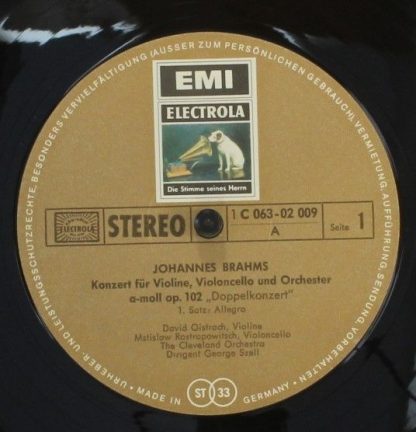 URHEBER UND LEISTUNGSSCHUTZRECHTE, BESONDERS VERVIELFÄLTIGUNG (AUSSER ZUM PERSÖNLICHEN GEBRAUCH), VERMIETUNG, AUFFÜHRUNG, SENDUNG VORBEHALTEN
EMI
ELECTROLA
Die Stimme seines Herrn
ELECTROLA
STEREO
1 C 063-02 009
A
Seite 1
JOHANNES BRAHMS
Konzert für Violine, Violoncello und Orchester
a-moll op. 102 „Doppelkonzert"
1. Satz: Allegro
David Oistrach, Violine
Mstislaw Rostropowitsch, Violoncello
The Cleveland Orchestra
Dirigent George Szell
MADE IN
ST 33
GERMANY